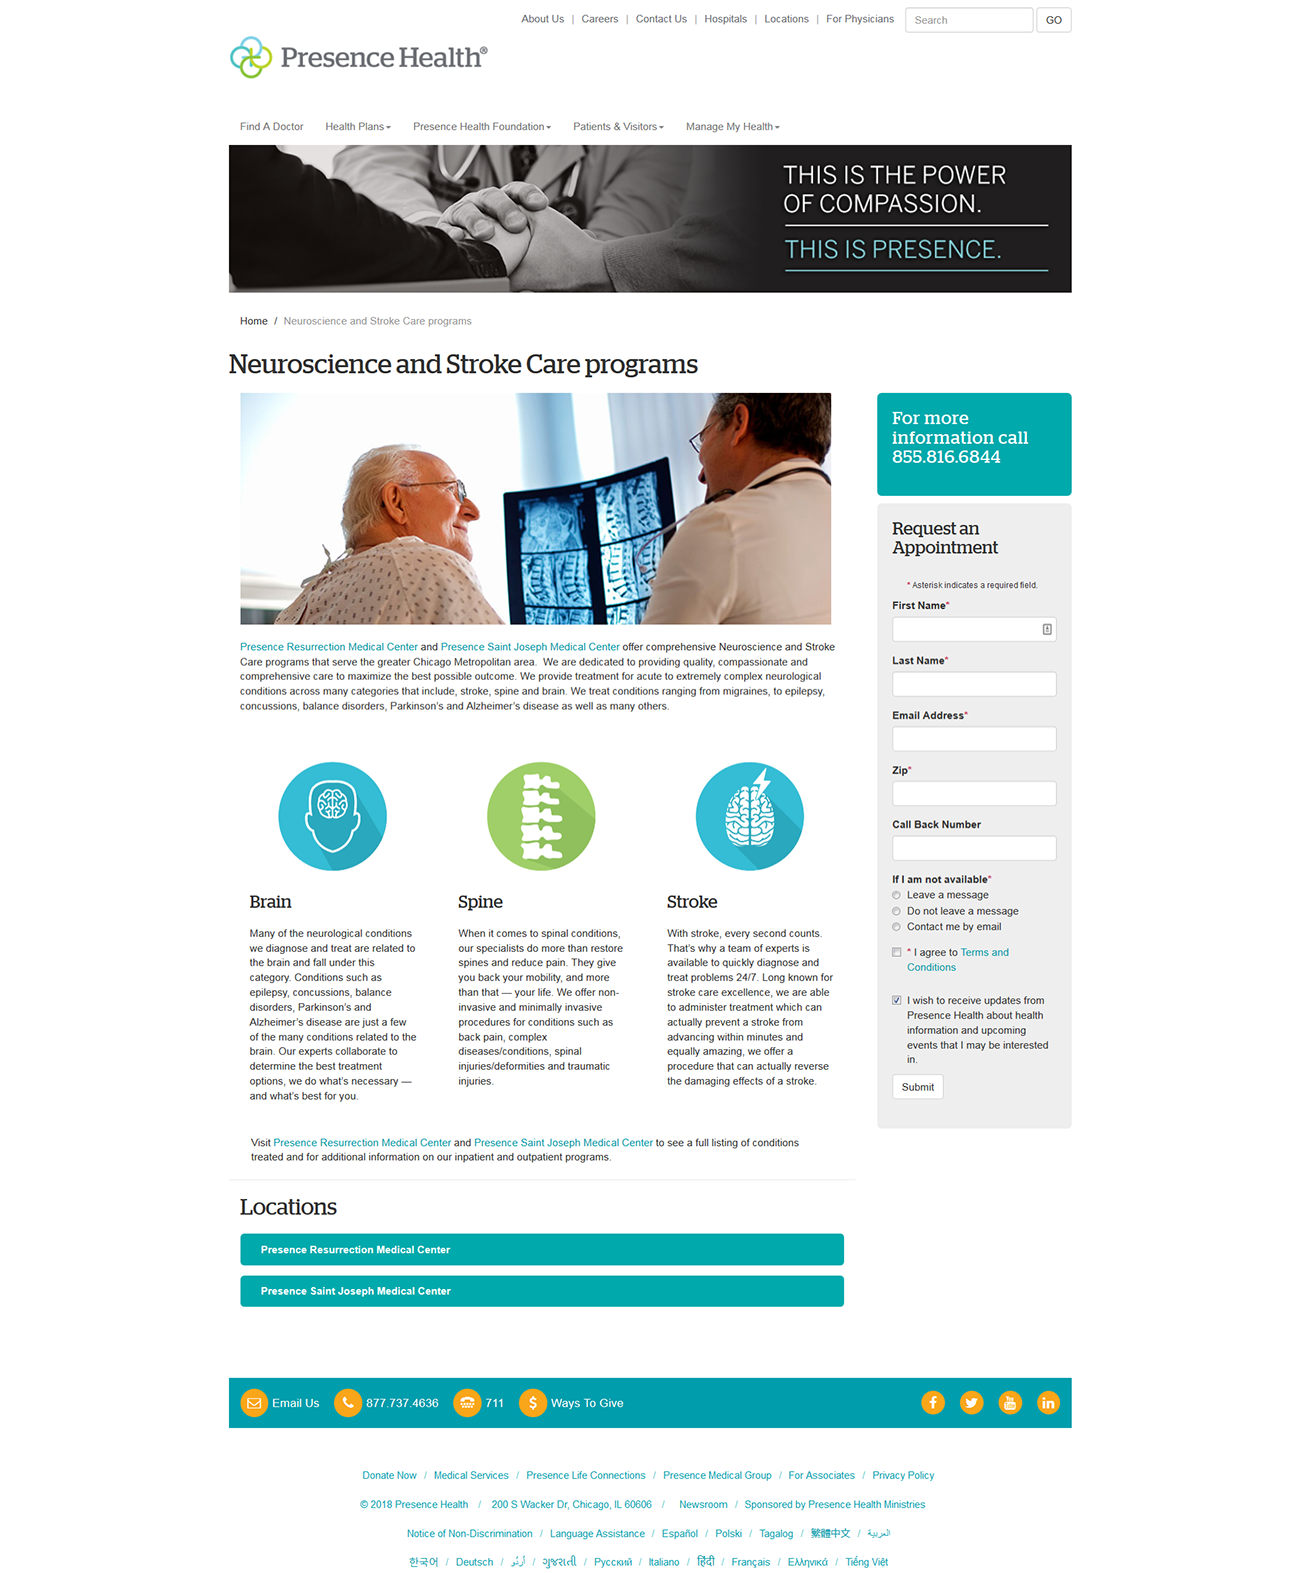 About Us | Careers | Contact Us | Hospitals | Locations | For Physicians Search GO
Presence Health®
Find A Doctor Health Plans Presence Health Foundation Patients & Visitors Manage My Health
THIS IS THE POWER
OF COMPASSION.
THIS IS PRESENCE.
Home / Neuroscience and Stroke Care programs
Neuroscience and Stroke Care programs
Presence Resurrection Medical Center and Presence Saint Joseph Medical Center offer comprehensive Neuroscience and Stroke
Care programs that serve the greater Chicago Metropolitan area. We are dedicated to providing quality, compassionate and
comprehensive care to maximize the best possible outcome. We provide treatment for acute to extremely complex neurological
conditions across many categories that include, stroke, spine and brain. We treat conditions ranging from migraines, to epilepsy,
concussions, balance disorders, Parkinson's and Alzheimer's disease as well as many others.
Brain
Many of the neurological conditions
we diagnose and treat are related to
the brain and fall under this
category. Conditions such as
epilepsy, concussions, balance
disorders, Parkinson's and
Alzheimer's disease are just a few
of the many conditions related to the
brain. Our experts collaborate to
determine the best treatment
options, we do what's necessary —
and what's best for you.
Spine
When it comes to spinal conditions,
our specialists do more than restore
spines and reduce pain. They give
you back your mobility, and more
than that — your life. We offer non-
invasive and minimally invasive
procedures for conditions such as
back pain, complex
diseases/conditions, spinal
injuries/deformities and traumatic
injuries.
Stroke
With stroke, every second counts.
That's why a team of experts is
available to quickly diagnose and
treat problems 24/7. Long known for
stroke care excellence, we are able
to administer treatment which can
actually prevent a stroke from
advancing within minutes and
equally amazing, we offer a
procedure that can actually reverse
the damaging effects of a stroke.
Visit Presence Resurrection Medical Center and Presence Saint Joseph Medical Center to see a full listing of conditions
treated and for additional information on our inpatient and outpatient programs.
Locations
Presence Resurrection Medical Center
Presence Saint Joseph Medical Center
For more
information call
855.816.6844
Request an
Appointment
* Asterisk indicates a required field.
First Name*
Last Name*
Email Address*
Zip*
Call Back Number
If I am not available*
Leave a message
Do not leave a message
Contact me by email
* I agree to Terms and
Conditions
I wish to receive updates from
Presence Health about health
information and upcoming
events that I may be interested
in.
Submit
Email Us 877.737.4636 711 Ways To Give
Donate Now / Medical Services / Presence Life Connections / Presence Medical Group / For Associates / Privacy Policy
© 2018 Presence Health / 200 S Wacker Dr, Chicago, IL 60606 / Newsroom / Sponsored by Presence Health Ministries
Notice of Non-Discrimination / Language Assistance / Español / Polski / Tagalog / 繁體中文 / العربية
한국어 / Deutsch / اُردُو / ગુજરાતી / Русский / Italiano / हिंदी / Français / Ελληνικά / Tiếng Việt